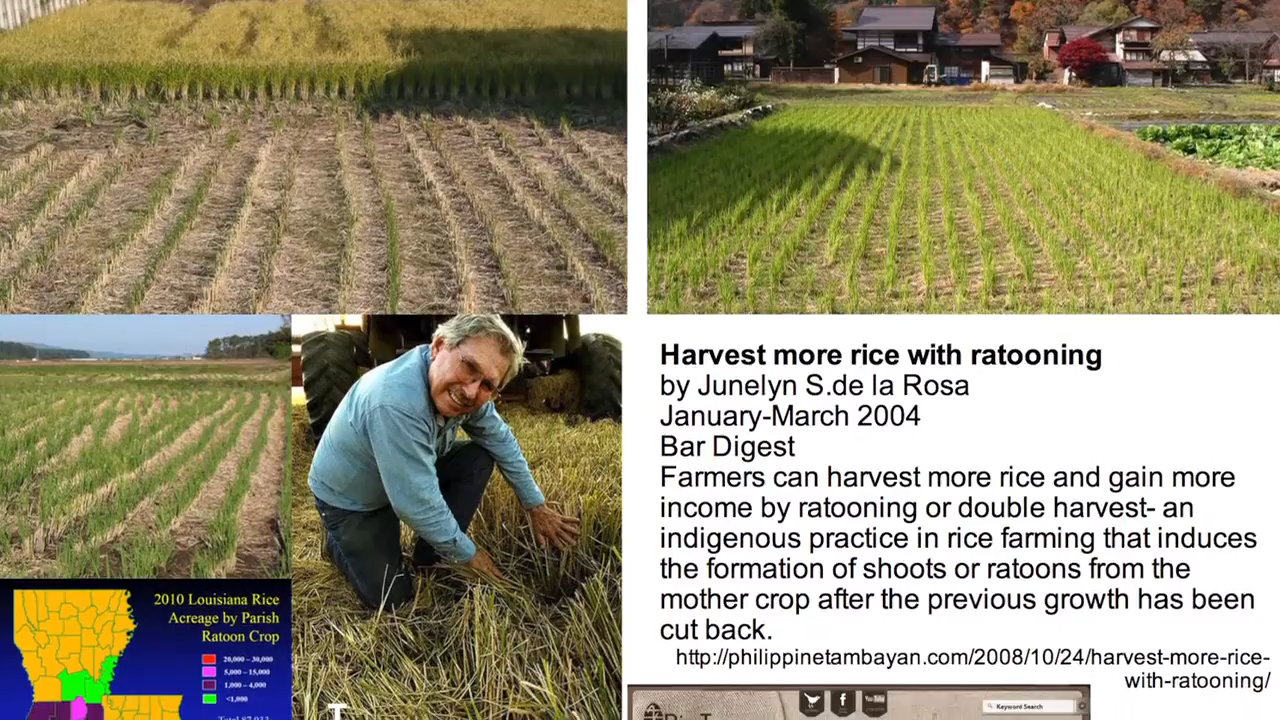 Harvest more rice with ratooning
by Junelyn S.de la Rosa
January-March 2004
Bar Digest
Farmers can harvest more rice and gain more
income by ratooning or double harvest- an
indigenous practice in rice farming that induces
the formation of shoots or ratoons from the
mother crop after the previous growth has been
cut back.
http://philippinetambayan.com/2008/10/24/harvest-more-rice-
with-ratooning/
2010 Louisiana Rice
Acreage by Parish
Ratoon Crop
20,000 – 30,000
5,000 – 15,000
1,000 – 4,000
<1,000
Keyword Search